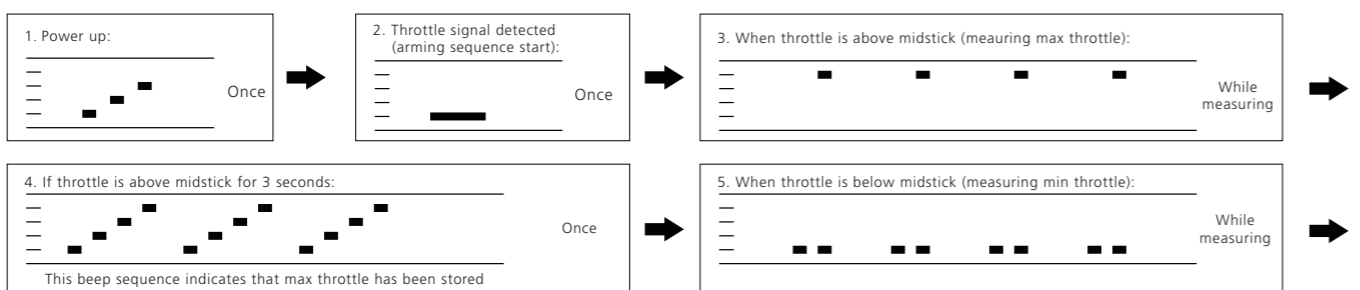 1. Power up:
Once
2. Throttle signal detected
(arming sequence start):
Once
3. When throttle is above midstick (meauring max throttle):
While
measuring
4. If throttle is above midstick for 3 seconds:
Once
This beep sequence indicates that max throttle has been stored
5. When throttle is below midstick (measuring min throttle):
While
measuring